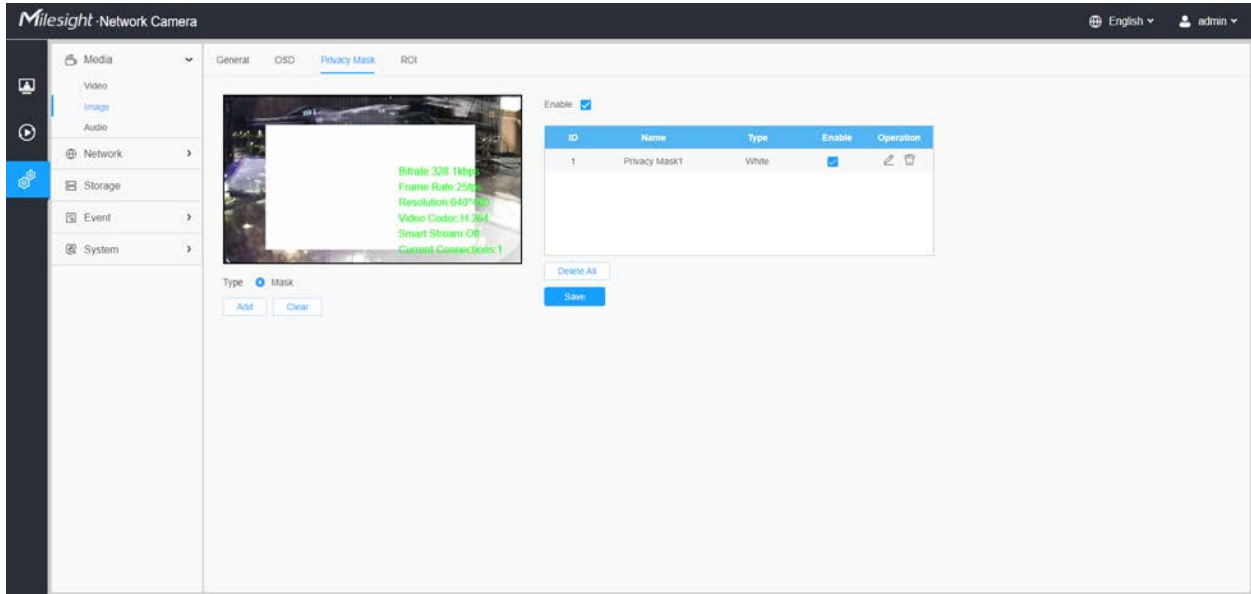 Milesight · Network Camera
English
admin
Media
Video
Image
Audio
Network
Storage
Event
System
General OSD Privacy Mask ROI
Bitrate:328.1kbps
Frame Rate:25fps
Resolution:640*480
Video Codec:H.264
Smart Stream:Off
Current Connections:1
Type Mask
Add Clear
Enable
ID Name Type Enable Operation
1 Privacy Mask1 White
Delete All
Save